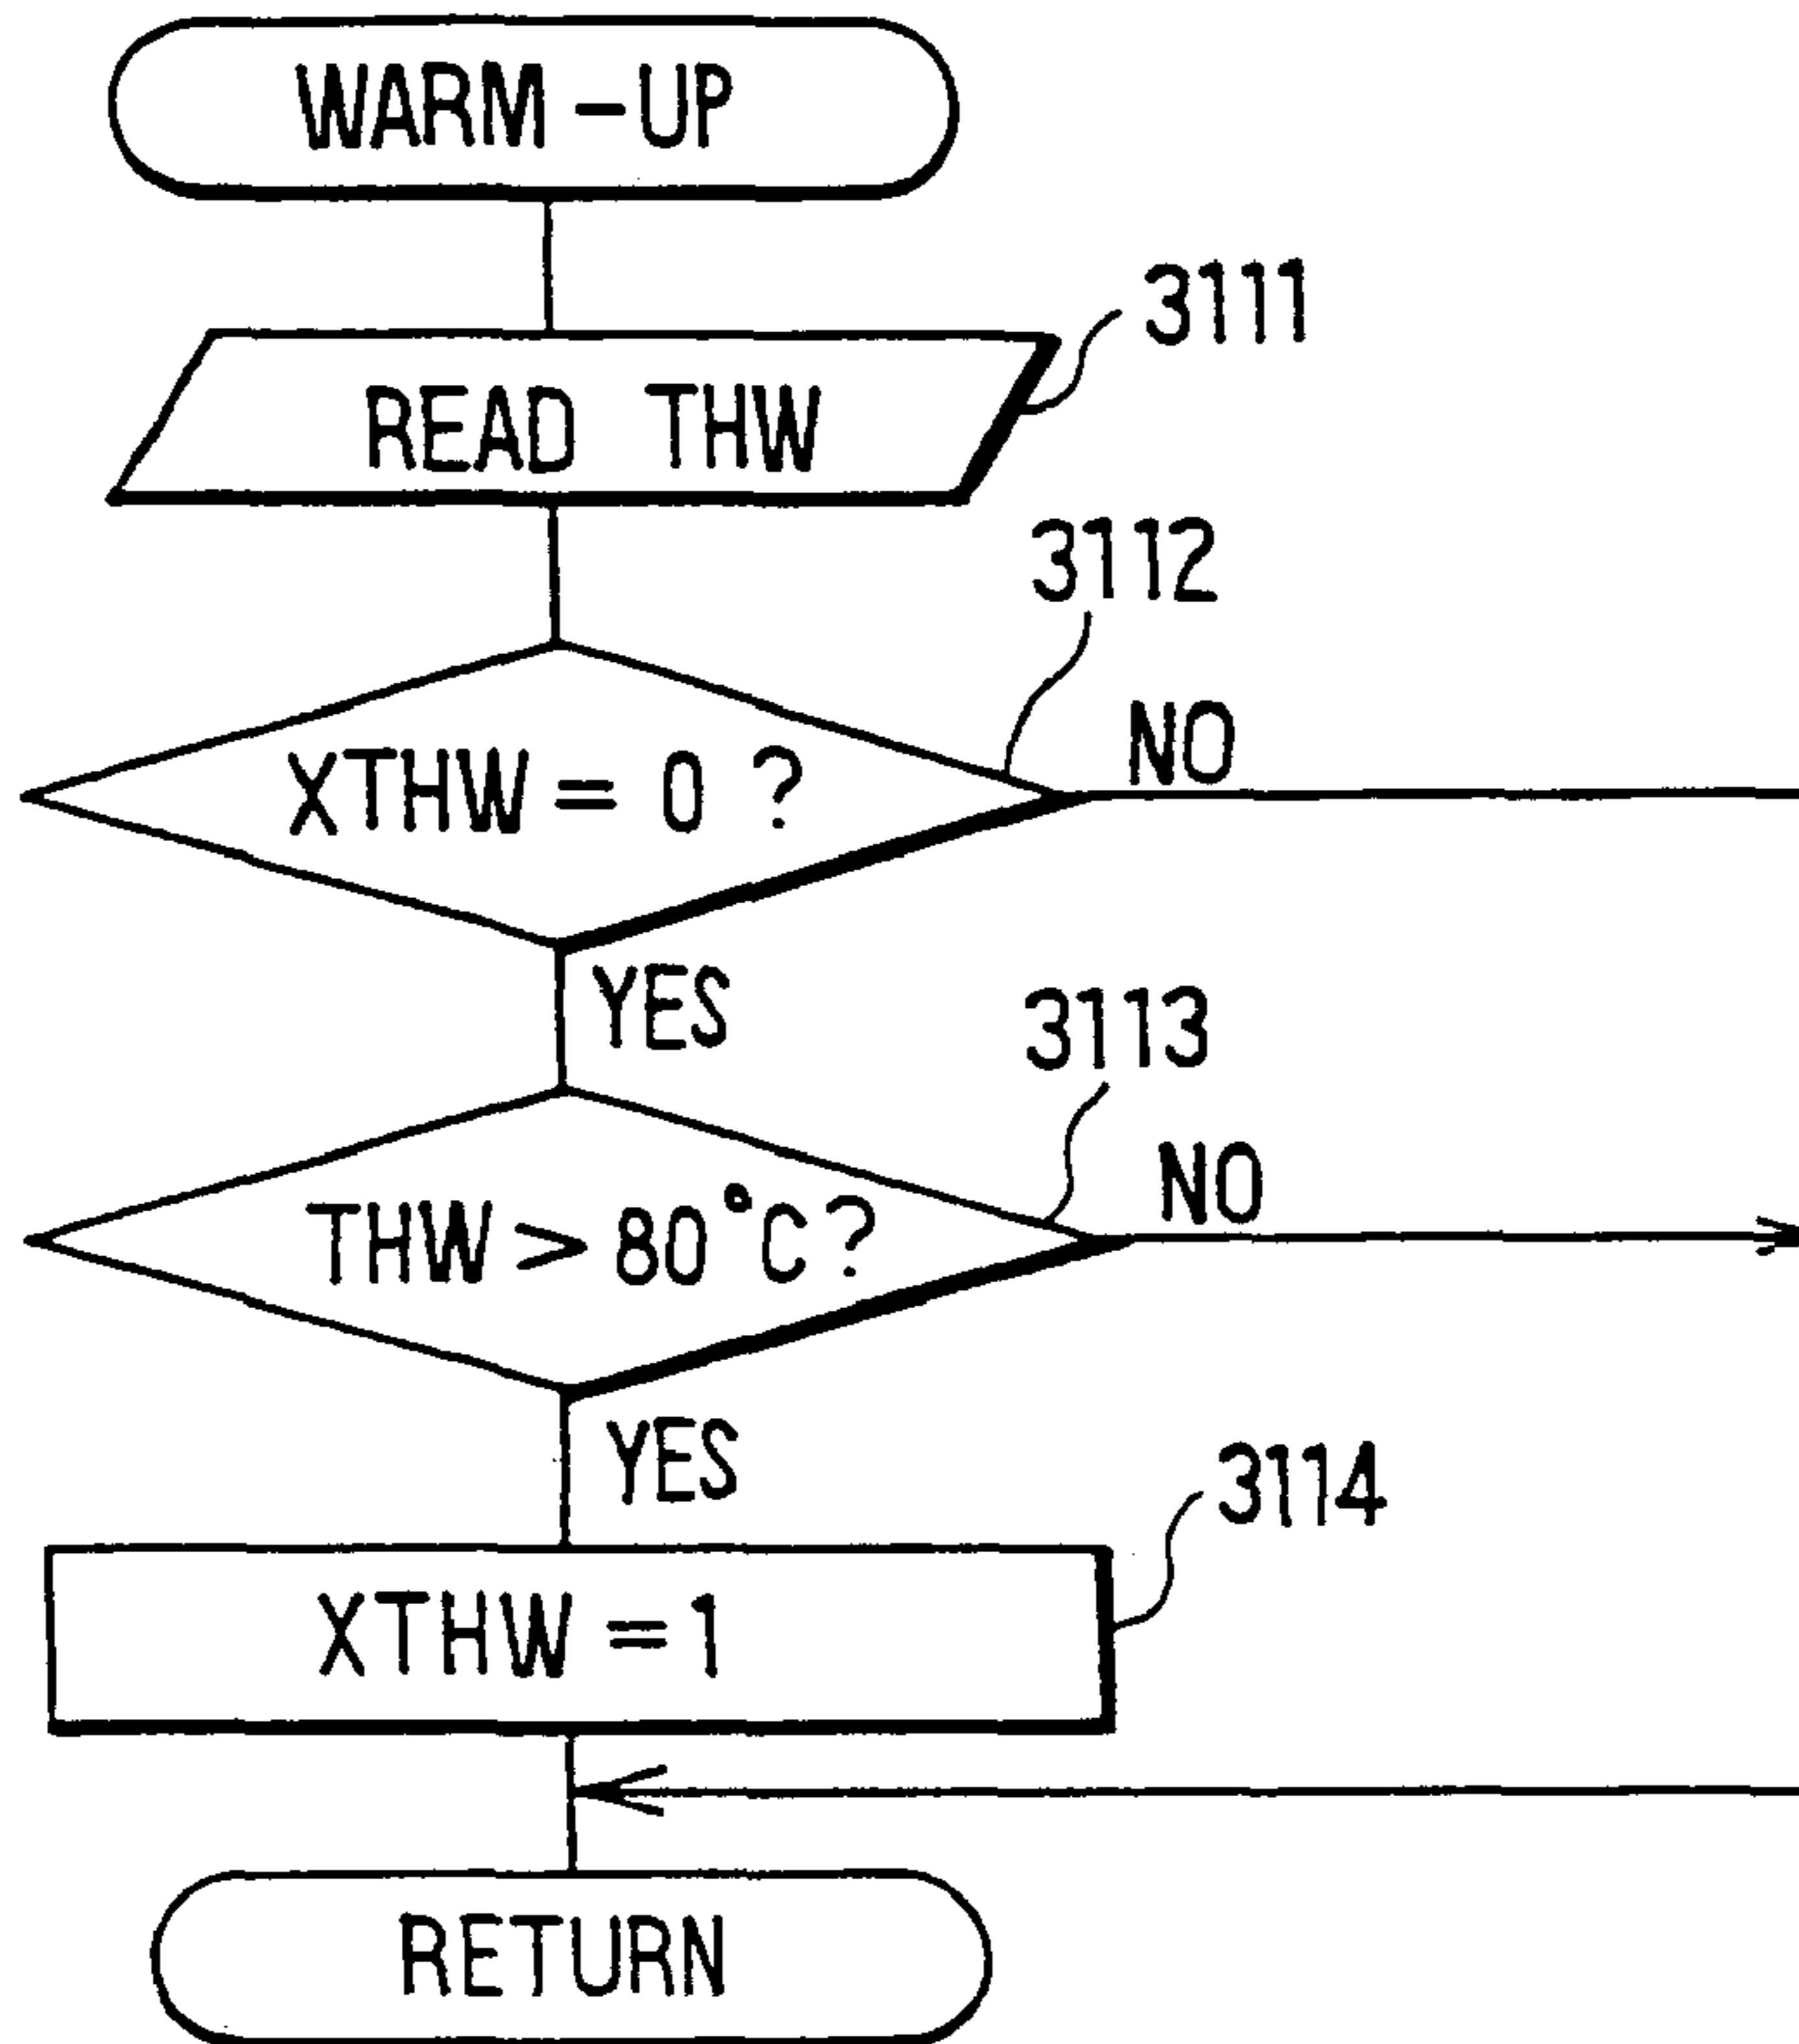 WARM-UP
3111
READ THW
3112
XTHW = 0 ?
NO
YES
3113
THW > 80°C ?
NO
YES
3114
XTHW = 1
RETURN